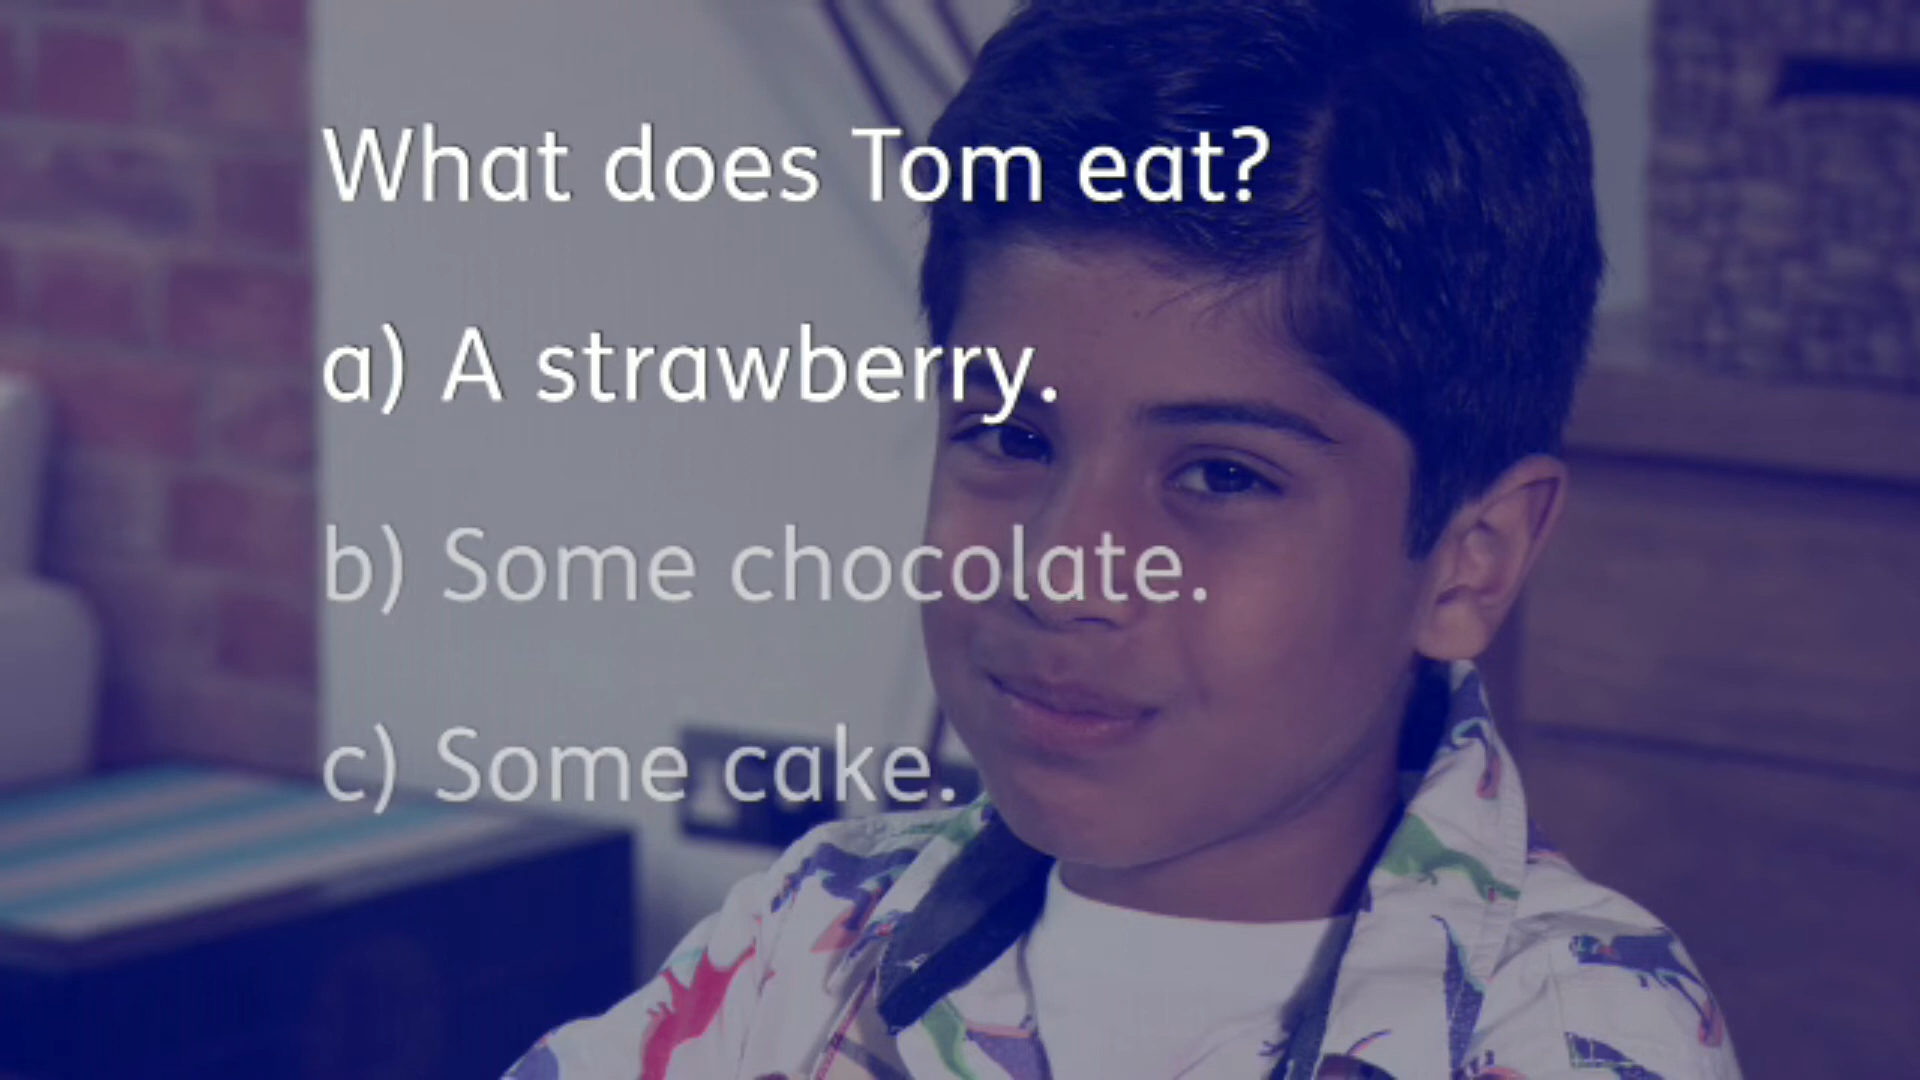 What does Tom eat?
a) A strawberry.
b) Some chocolate.
c) Some cake.